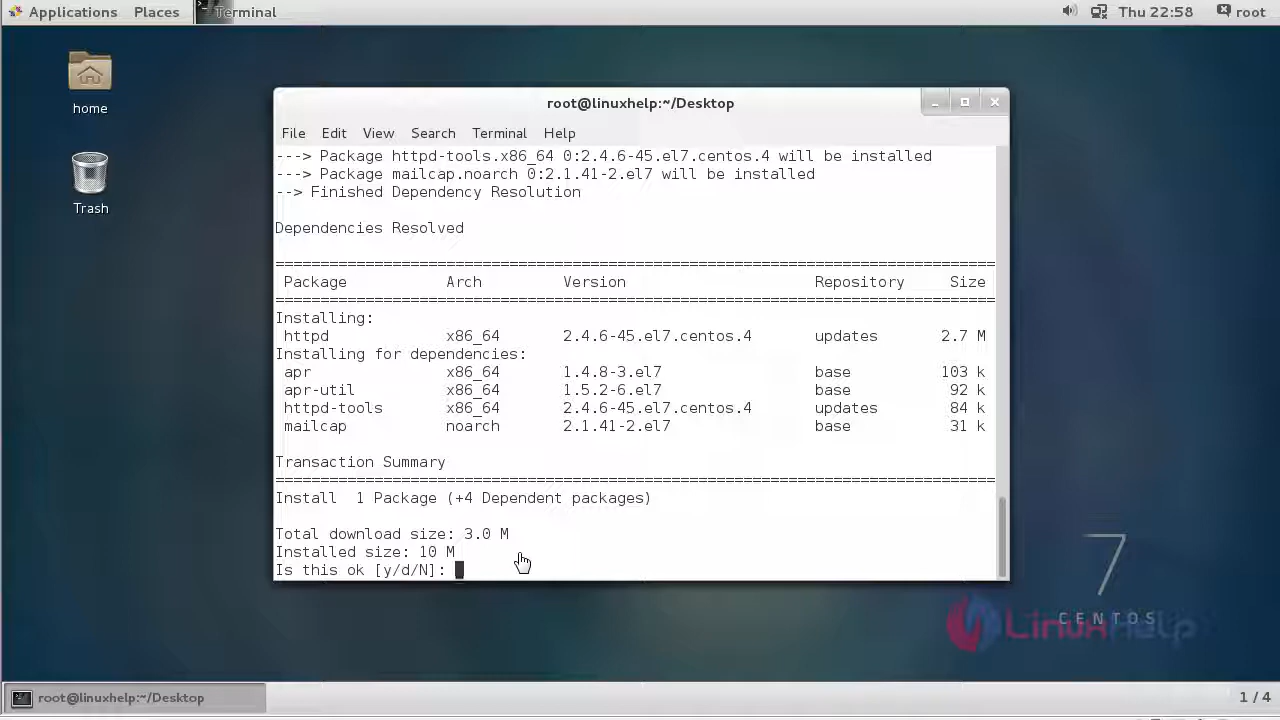 Applications Places Terminal Thu 22:58 root
home
Trash
root@linuxhelp:~/Desktop
File Edit View Search Terminal Help
---> Package httpd-tools.x86_64 0:2.4.6-45.el7.centos.4 will be installed
---> Package mailcap.noarch 0:2.1.41-2.el7 will be installed
--> Finished Dependency Resolution
Dependencies Resolved
================================================================================
Package Arch Version Repository Size
================================================================================
Installing:
httpd x86_64 2.4.6-45.el7.centos.4 updates 2.7 M
Installing for dependencies:
apr x86_64 1.4.8-3.el7 base 103 k
apr-util x86_64 1.5.2-6.el7 base 92 k
httpd-tools x86_64 2.4.6-45.el7.centos.4 updates 84 k
mailcap noarch 2.1.41-2.el7 base 31 k
Transaction Summary
================================================================================
Install 1 Package (+4 Dependent packages)
Total download size: 3.0 M
Installed size: 10 M
Is this ok [y/d/N]:
7
CENTOS
LinuxHelp
root@linuxhelp:~/Desktop 1 / 4